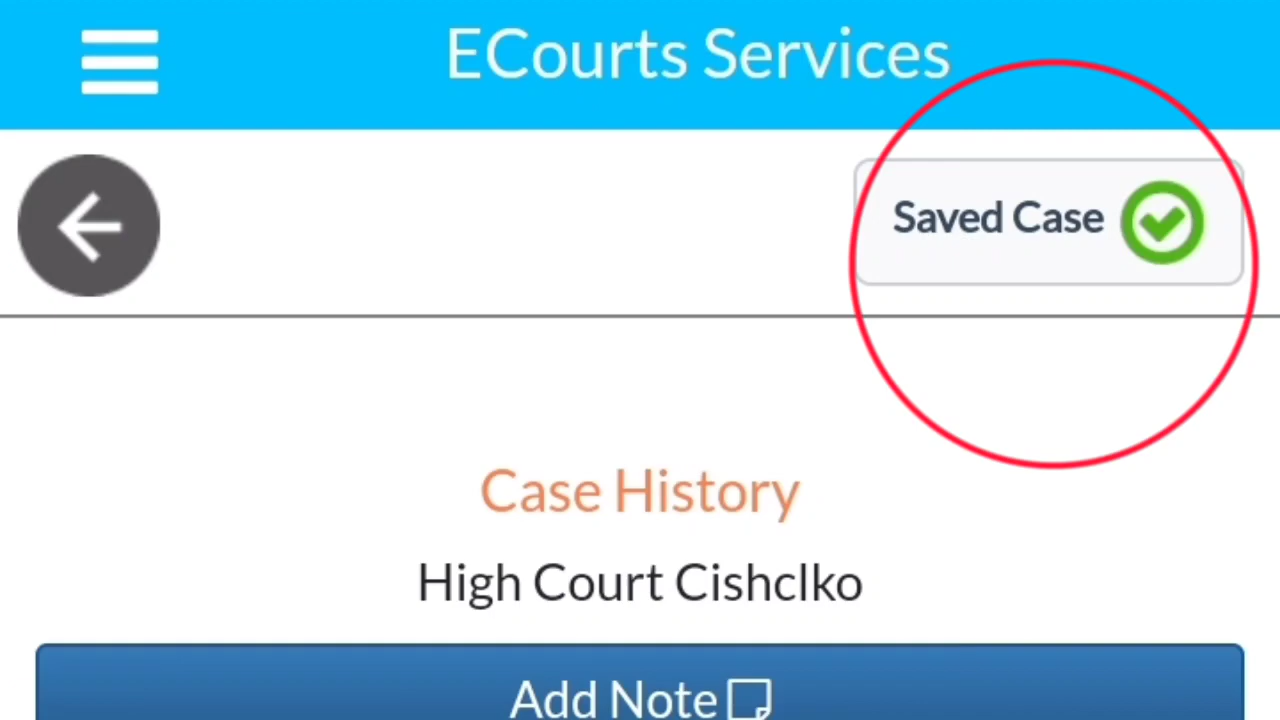 ECourts Services
Saved Case
Case History
High Court Cishclko
Add Note